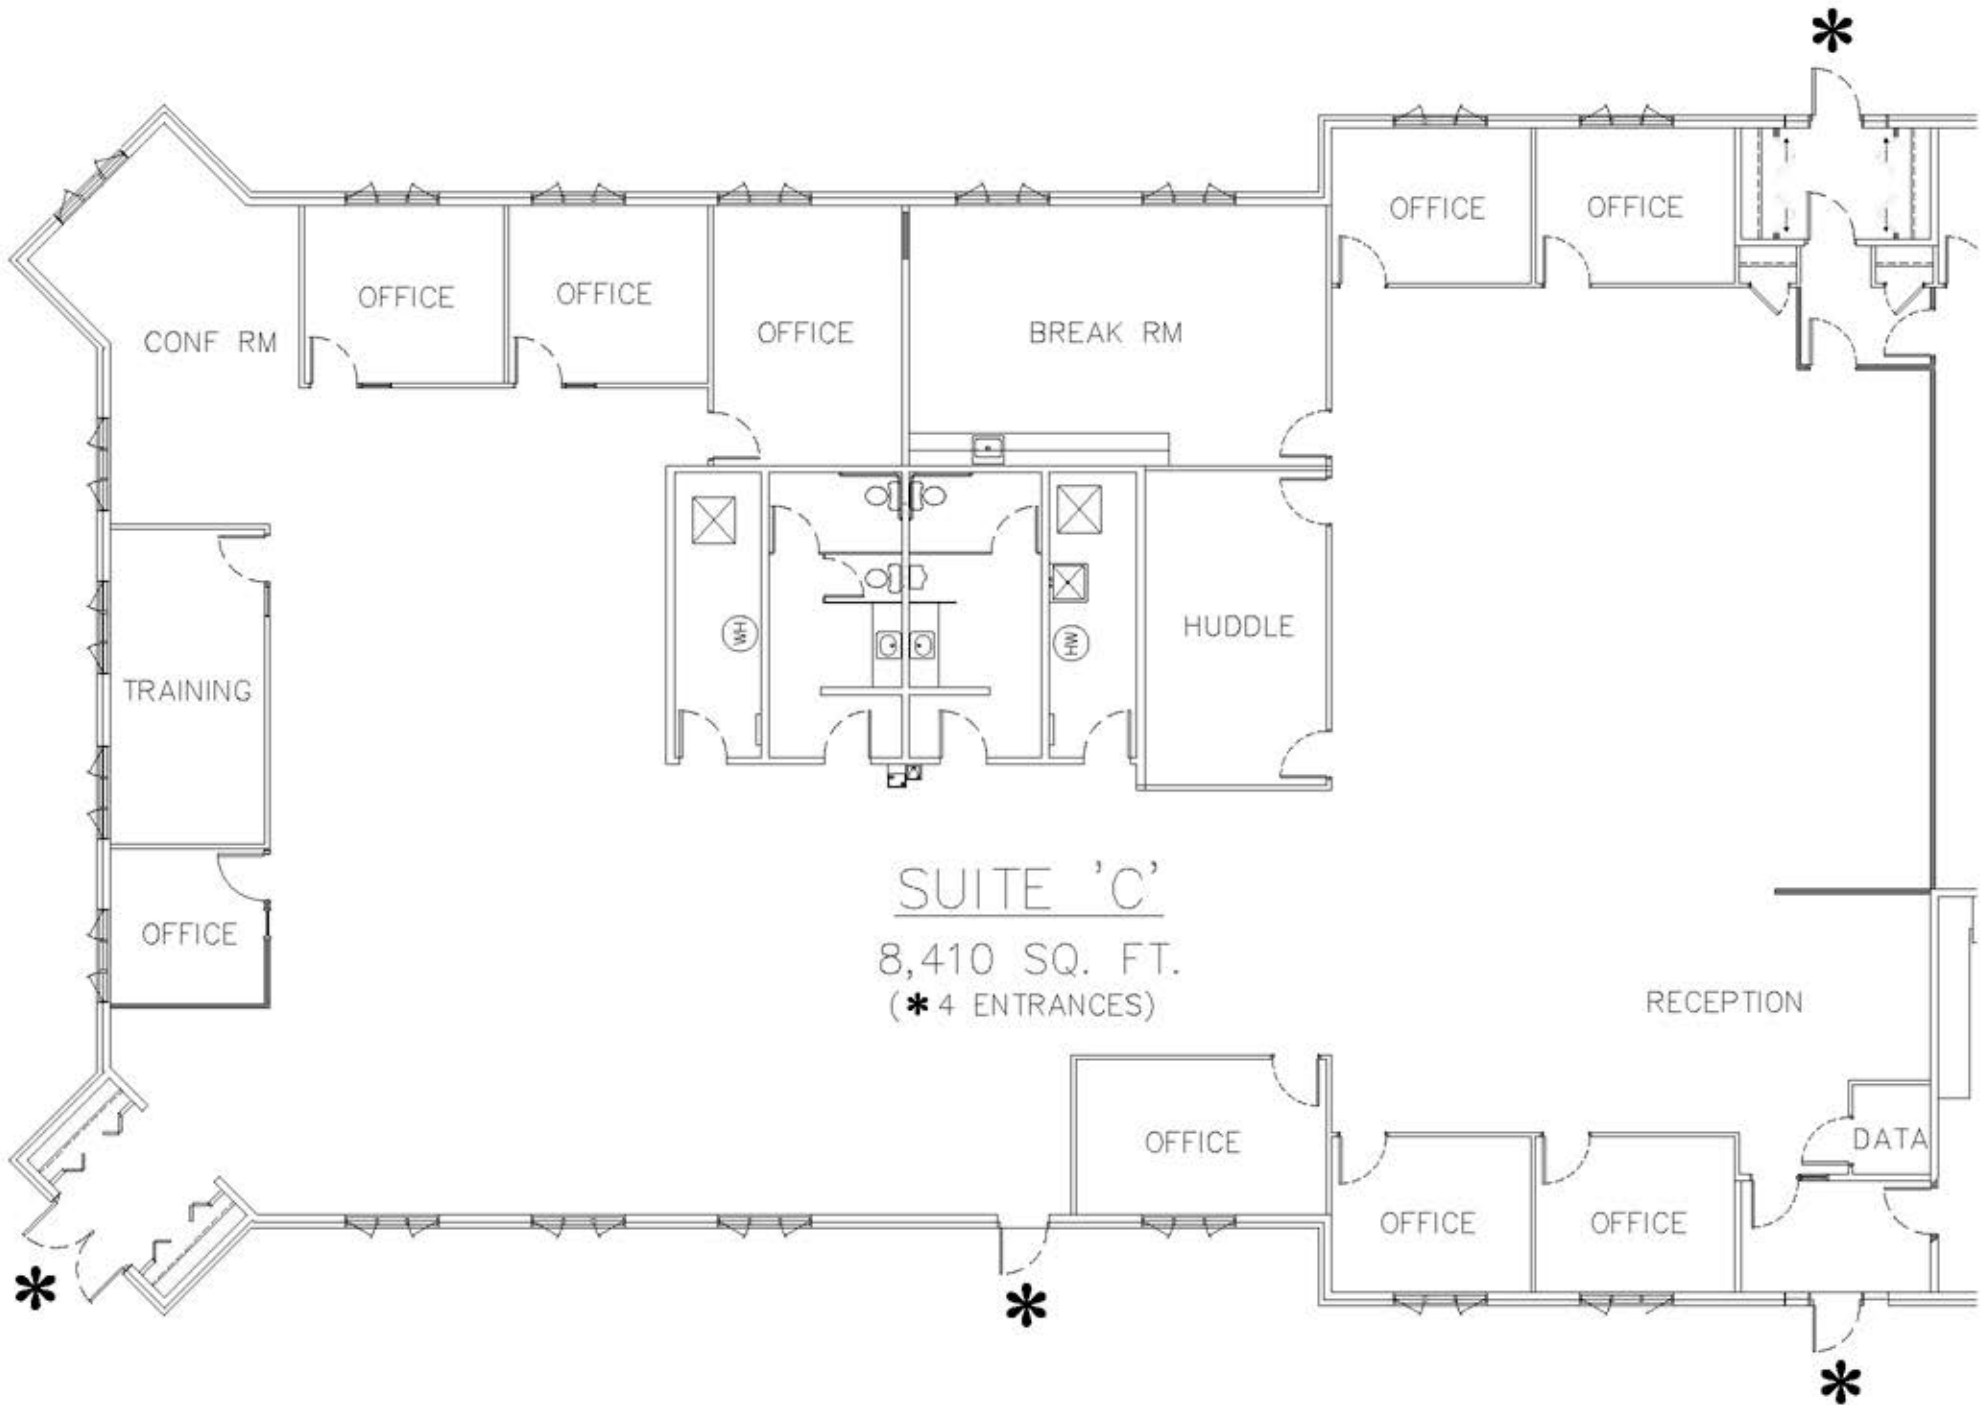 *
OFFICE
OFFICE
OFFICE
OFFICE
OFFICE
BREAK RM
CONF RM
HUDDLE
WH
HW
TRAINING
SUITE 'C'
OFFICE
8,410 SQ. FT.
(* 4 ENTRANCES)
RECEPTION
OFFICE
DATA
OFFICE
OFFICE
*
*
*